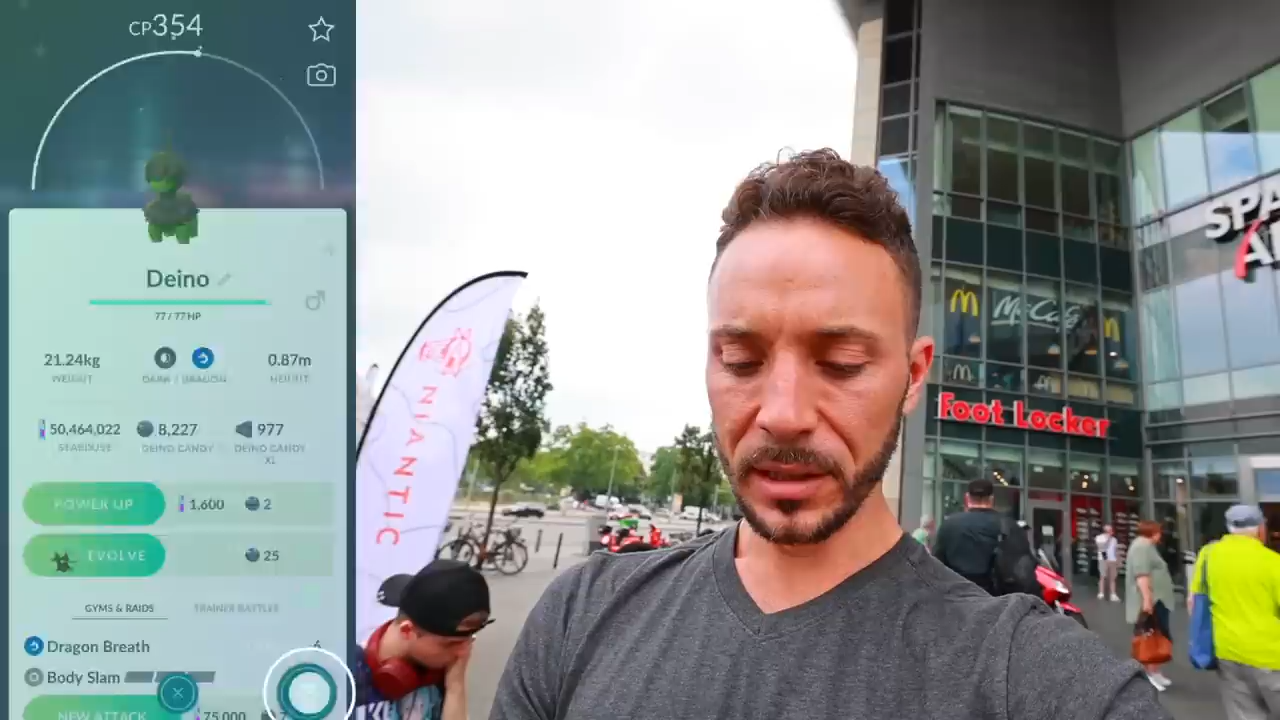 CP354
Deino
77 / 77 HP
21.24kg
WEIGHT
DARK / DRAGON
0.87m
HEIGHT
50,464,022
STARDUST
8,227
DEINO CANDY
977
DEINO CANDY
XL
POWER UP
1,600
2
EVOLVE
25
GYMS & RAIDS
TRAINER BATTLES
Dragon Breath
6
Body Slam
NEW ATTACK
75,000
NIANTIC
McCafé
Foot Locker
SPA
A